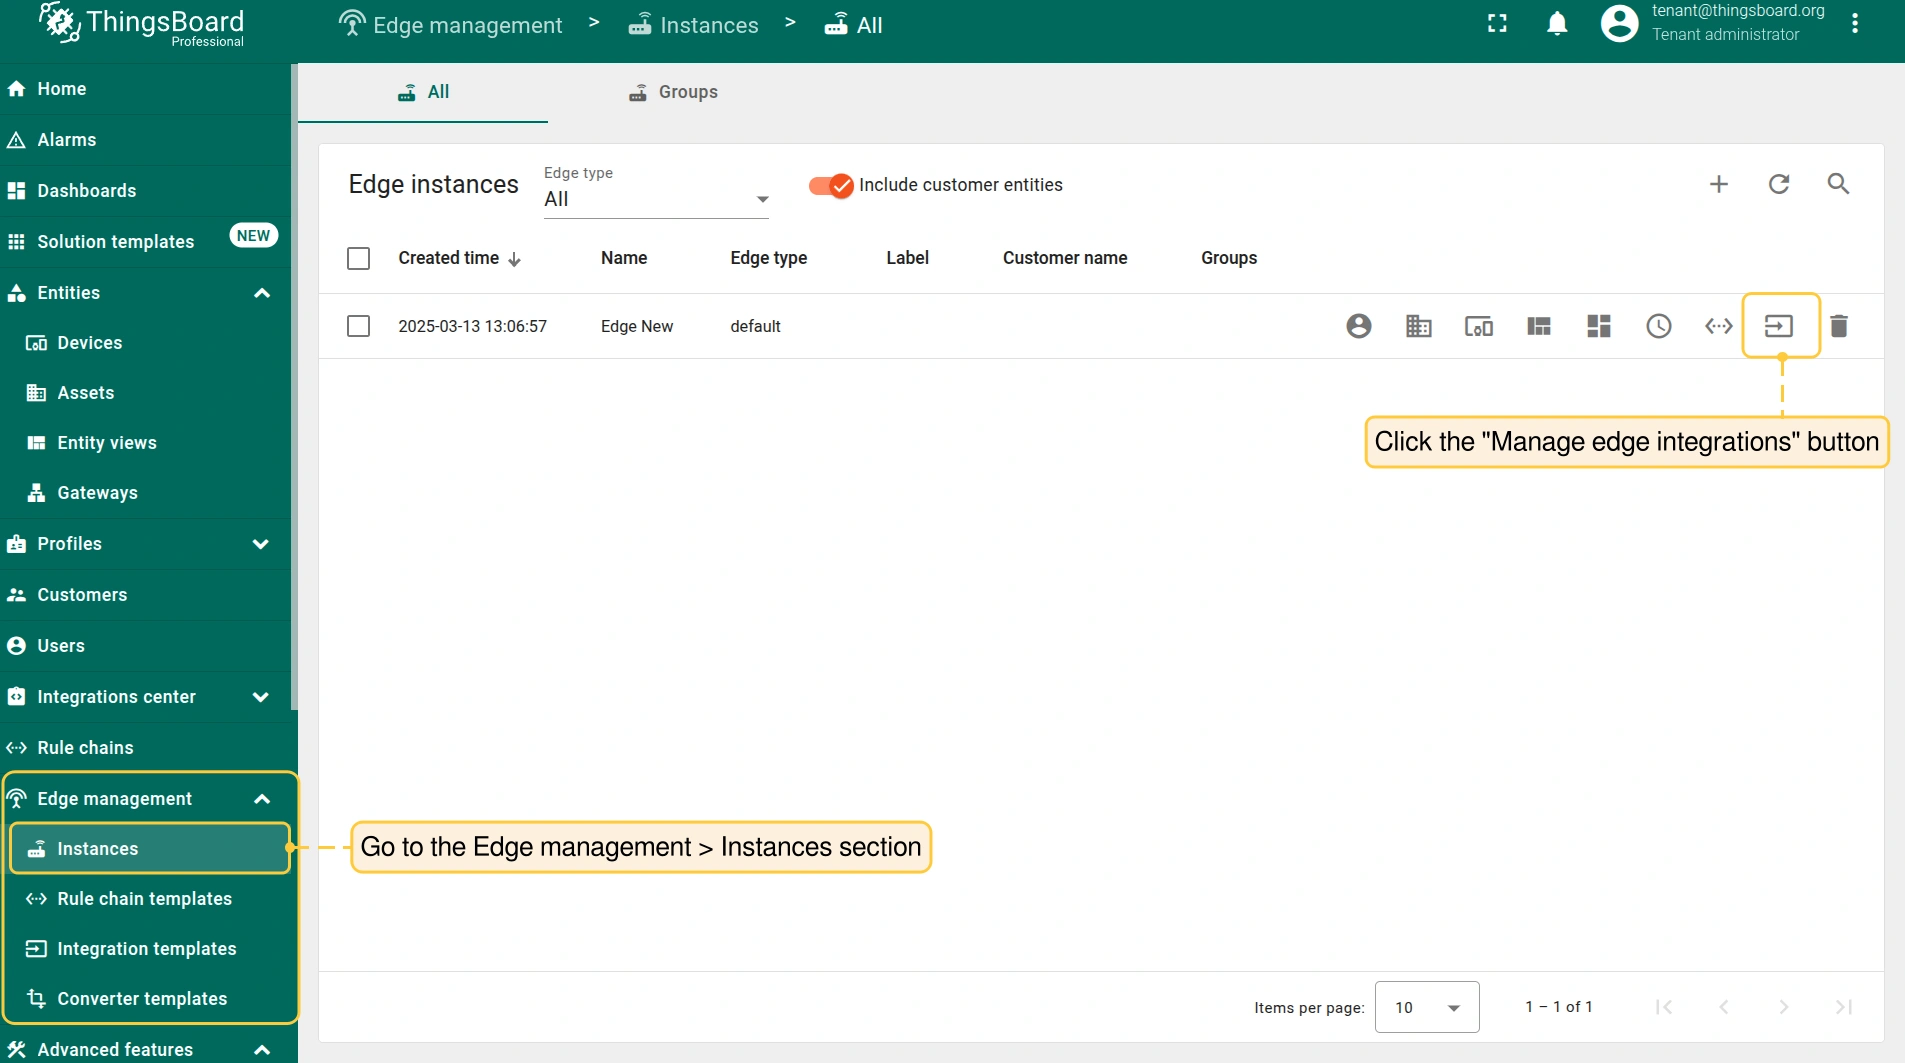 ThingsBoard
Professional
Edge management > Instances > All
tenant@thingsboard.org
Tenant administrator
Home
Alarms
Dashboards
Solution templates NEW
Entities
Devices
Assets
Entity views
Gateways
Profiles
Customers
Users
Integrations center
Rule chains
Edge management
Instances
Rule chain templates
Integration templates
Converter templates
Advanced features
All Groups
Edge instances
Edge type
All
Include customer entities
Created time Name Edge type Label Customer name Groups
2025-03-13 13:06:57 Edge New default
Click the "Manage edge integrations" button
Go to the Edge management > Instances section
Items per page: 10 1 – 1 of 1